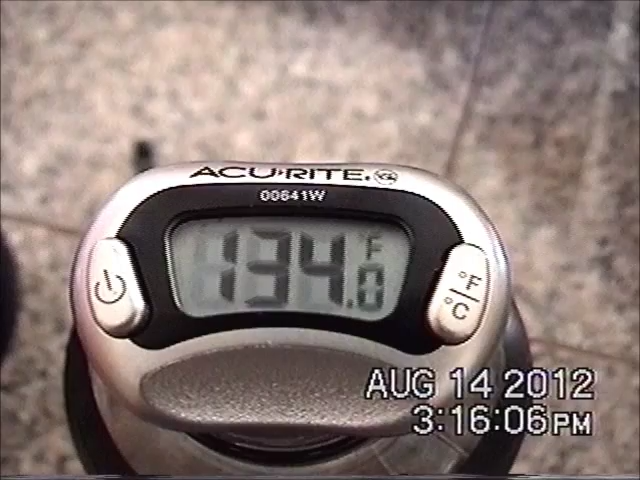 ACU›RITE.
00641W
134.0 F
°F
°C
AUG 14 2012
3:16:06PM